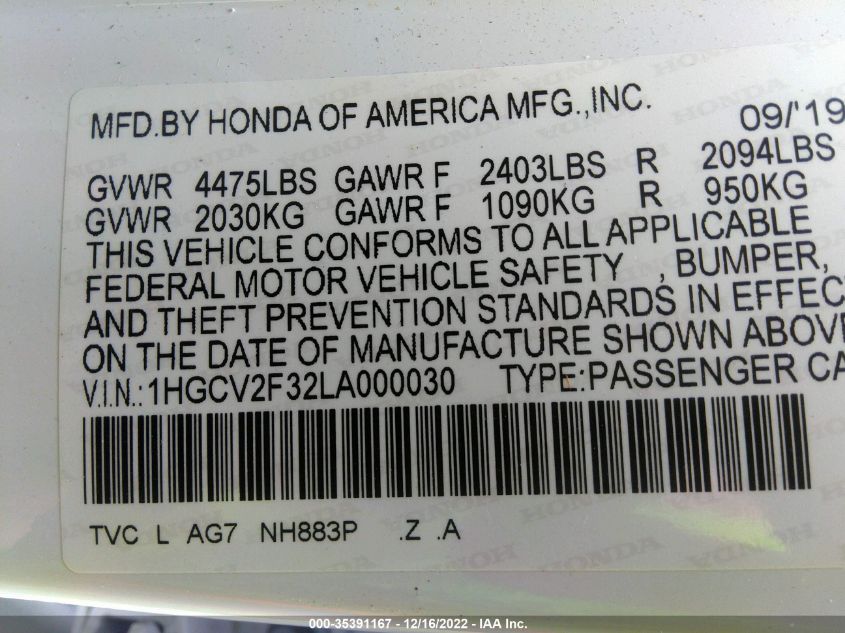 MFD.BY HONDA OF AMERICA MFG.,INC. 09/'19
GVWR 4475LBS GAWR F 2403LBS R 2094LBS
GVWR 2030KG GAWR F 1090KG R 950KG
THIS VEHICLE CONFORMS TO ALL APPLICABLE
FEDERAL MOTOR VEHICLE SAFETY , BUMPER,
AND THEFT PREVENTION STANDARDS IN EFFEC
ON THE DATE OF MANUFACTURE SHOWN ABOVE
V.I.N.:1HGCV2F32LA000030 TYPE:PASSENGER CA
TVC L AG7 NH883P .Z .A
000-35391167 - 12/16/2022 - IAA Inc.